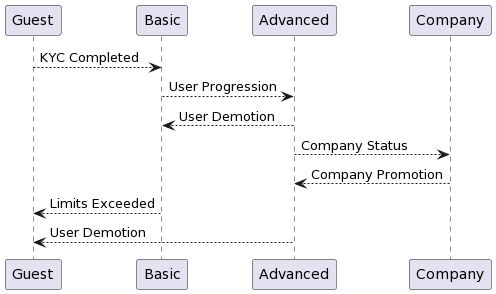 Guest Basic Advanced Company
KYC Completed
User Progression
User Demotion
Company Status
Company Promotion
Limits Exceeded
User Demotion
Guest Basic Advanced Company